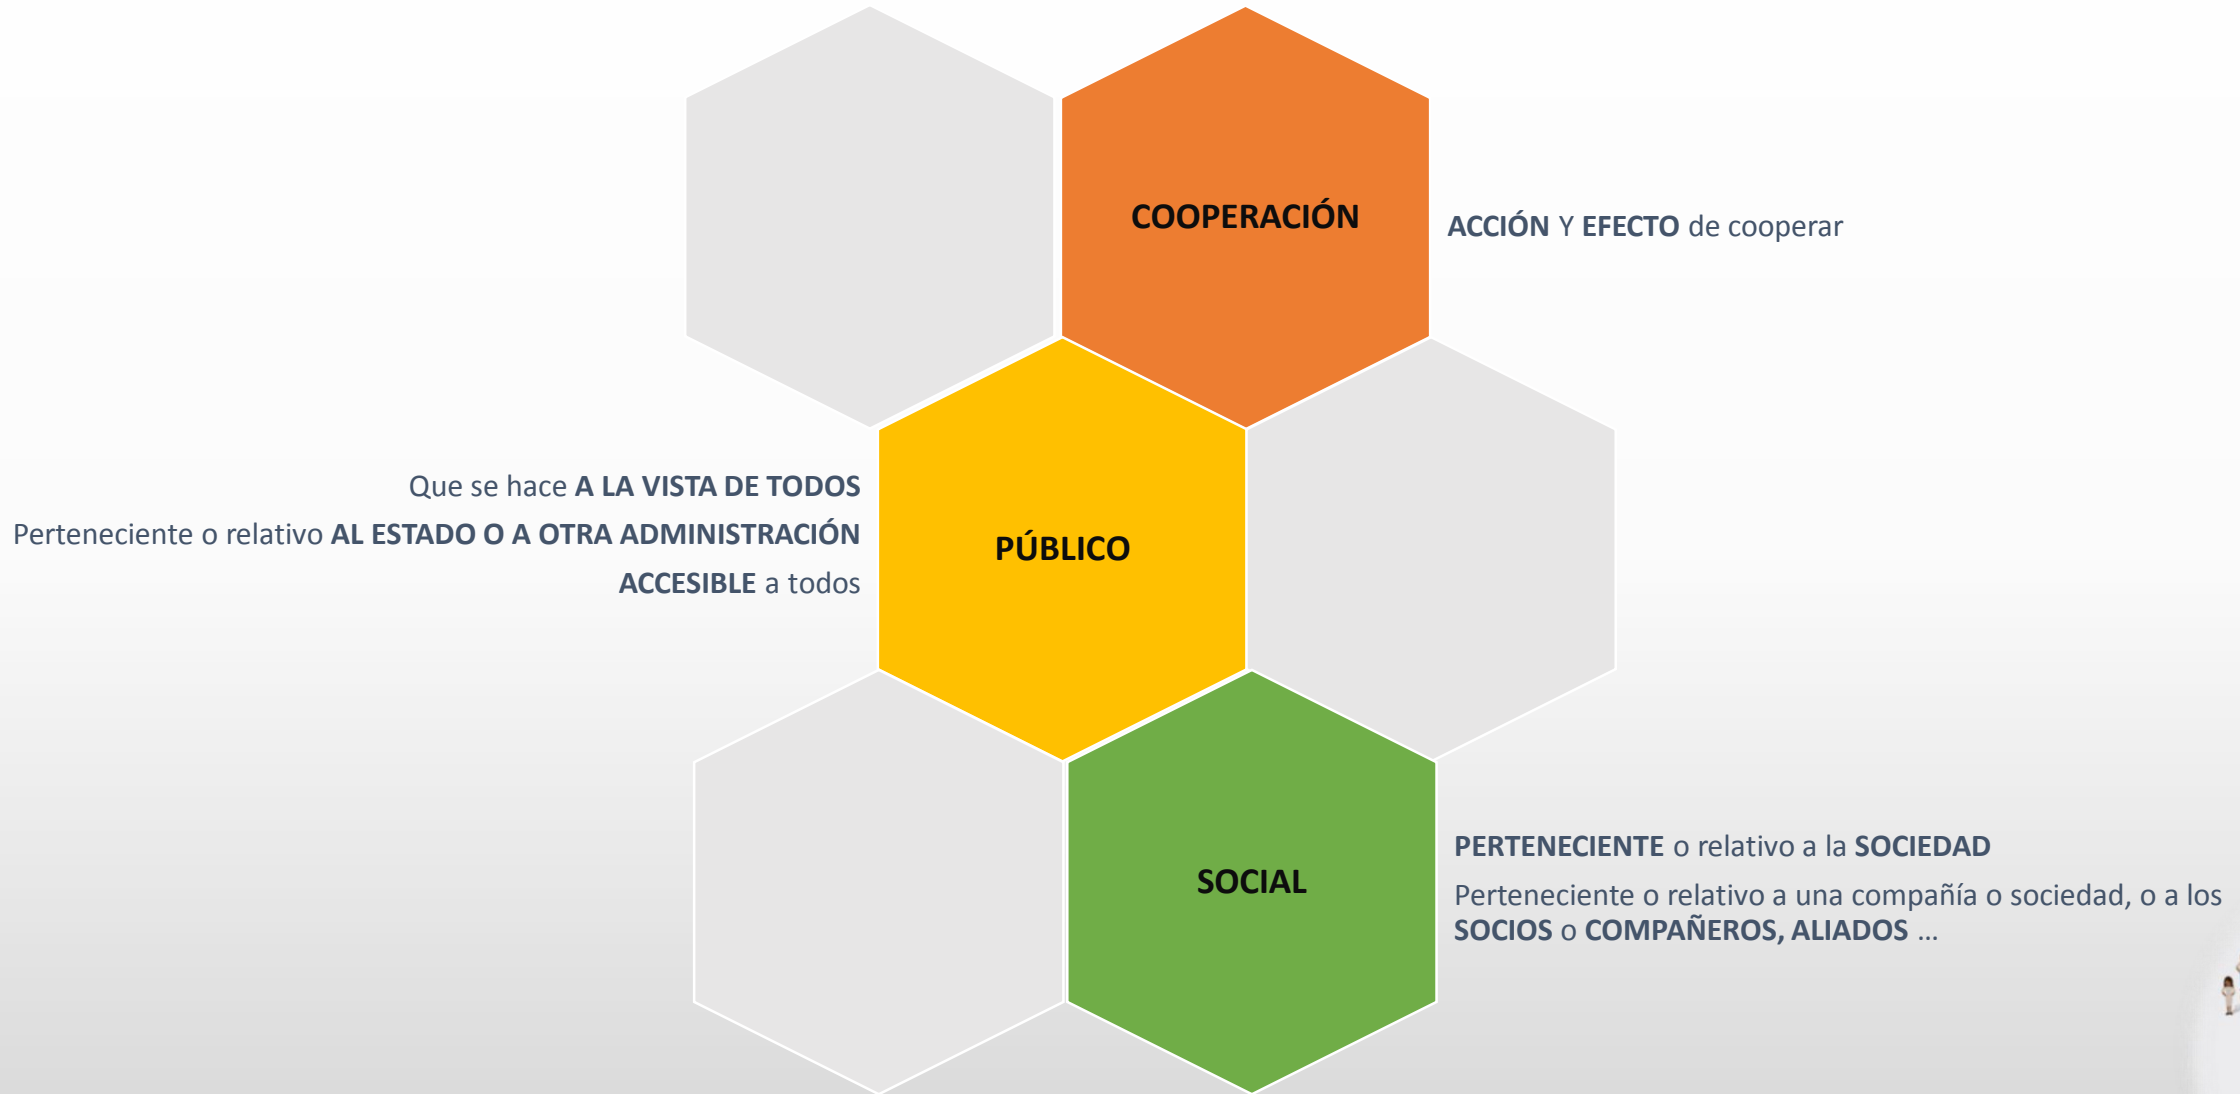 COOPERACIÓN
ACCIÓN Y EFECTO de cooperar
Que se hace A LA VISTA DE TODOS
Perteneciente o relativo AL ESTADO O A OTRA ADMINISTRACIÓN
ACCESIBLE a todos
PÚBLICO
SOCIAL
PERTENECIENTE o relativo a la SOCIEDAD
Perteneciente o relativo a una compañía o sociedad, o a los
SOCIOS o COMPAÑEROS, ALIADOS ...